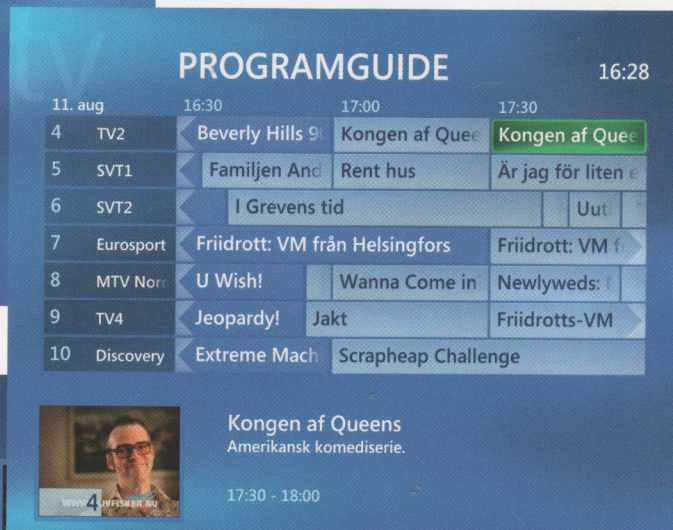 tv
PROGRAMGUIDE 16:28
11. aug 16:30 17:00 17:30
4 TV2 Beverly Hills 90 Kongen af Quee Kongen af Quee
5 SVT1 Familjen And Rent hus Är jag för liten e
6 SVT2 I Grevens tid Uut
7 Eurosport Friidrott: VM från Helsingfors Friidrott: VM f
8 MTV Nor U Wish! Wanna Come in Newlyweds:
9 TV4 Jeopardy! Jakt Friidrotts-VM
10 Discovery Extreme Mach Scrapheap Challenge
Kongen af Queens
Amerikansk komediserie.
17:30 - 18:00
4